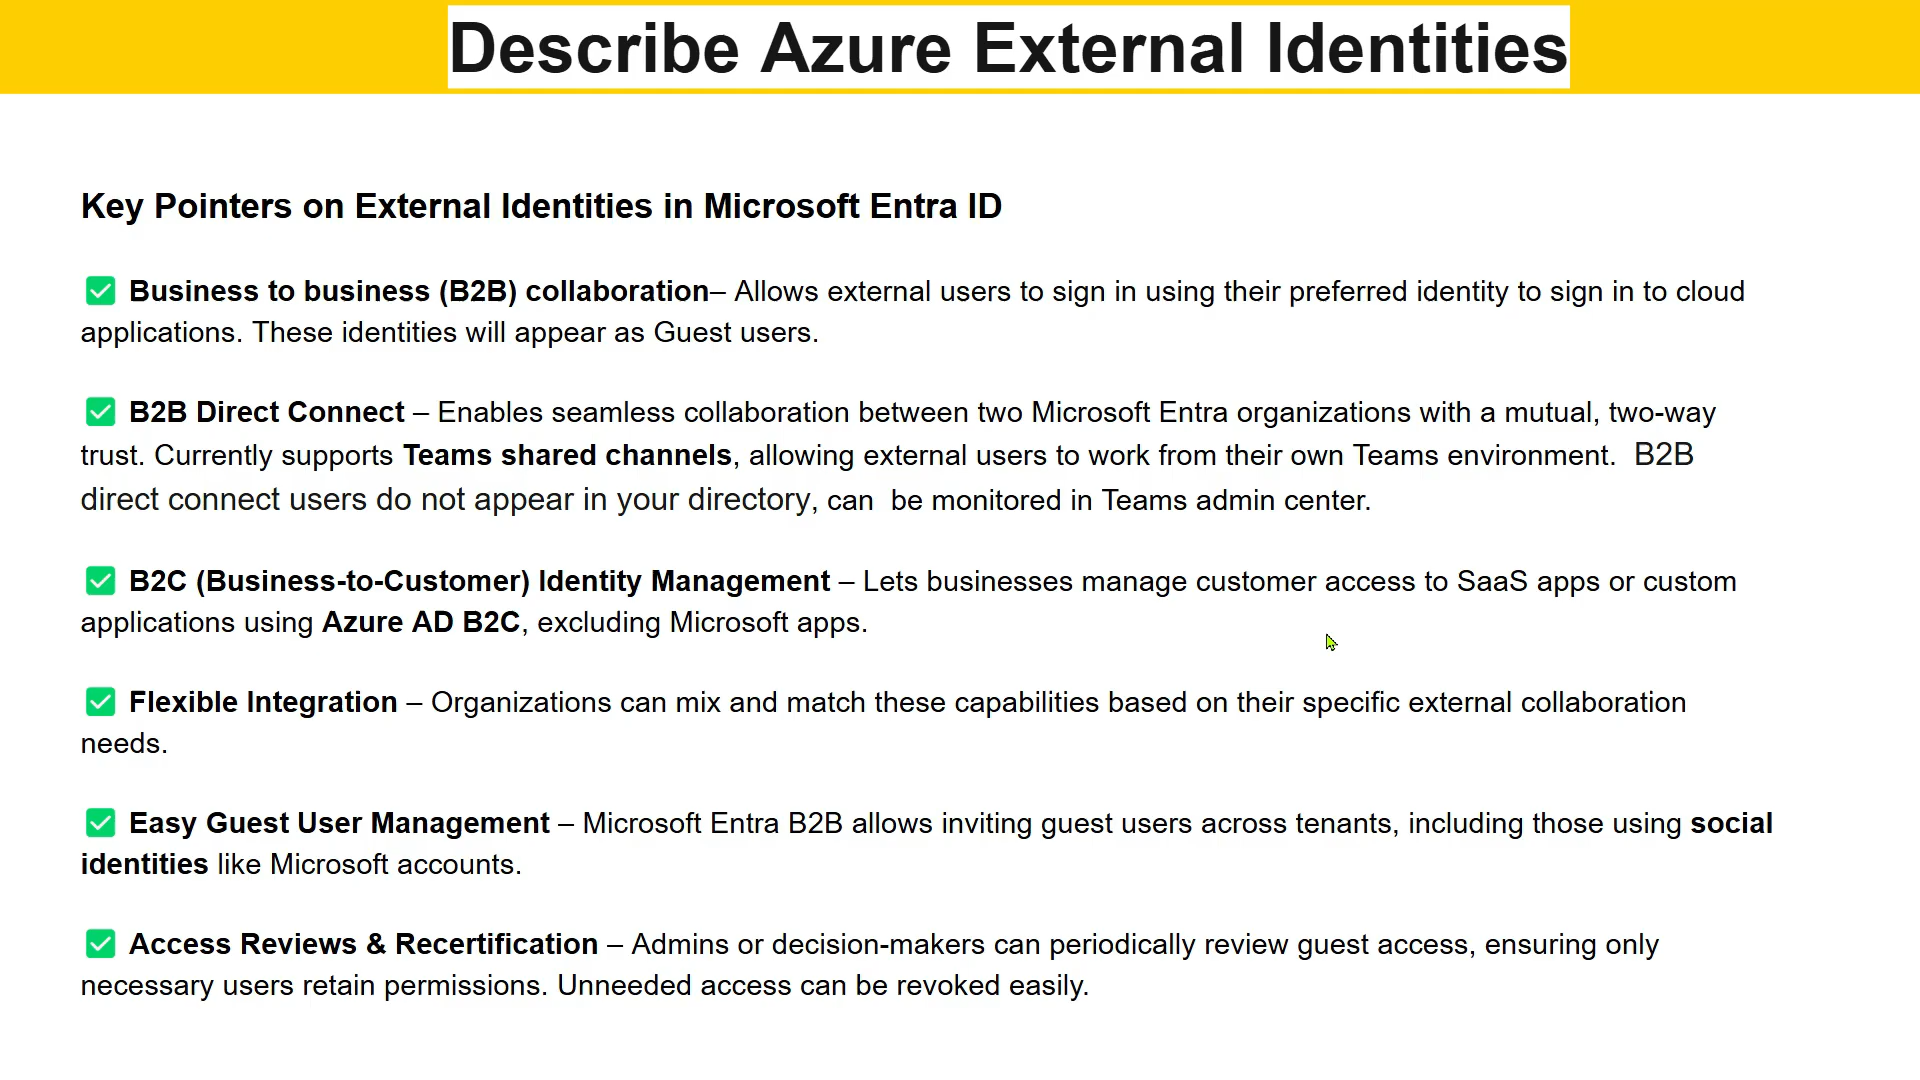 Describe Azure External Identities
Key Pointers on External Identities in Microsoft Entra ID
✅ Business to business (B2B) collaboration– Allows external users to sign in using their preferred identity to sign in to cloud
applications. These identities will appear as Guest users.
✅ B2B Direct Connect – Enables seamless collaboration between two Microsoft Entra organizations with a mutual, two-way
trust. Currently supports Teams shared channels, allowing external users to work from their own Teams environment. B2B
direct connect users do not appear in your directory, can be monitored in Teams admin center.
✅ B2C (Business-to-Customer) Identity Management – Lets businesses manage customer access to SaaS apps or custom
applications using Azure AD B2C, excluding Microsoft apps.
✅ Flexible Integration – Organizations can mix and match these capabilities based on their specific external collaboration
needs.
✅ Easy Guest User Management – Microsoft Entra B2B allows inviting guest users across tenants, including those using social
identities like Microsoft accounts.
✅ Access Reviews & Recertification – Admins or decision-makers can periodically review guest access, ensuring only
necessary users retain permissions. Unneeded access can be revoked easily.